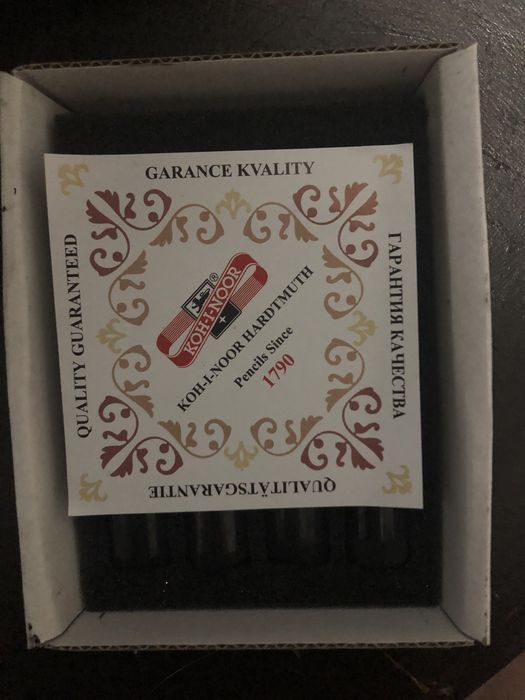 GARANCE KVALITY
QUALITY GUARANTEED
KOH-I-NOOR
®
KOH-I-NOOR HARDTMUTH
Pencils Since
1790
ГАРАНТИЯ КАЧЕСТВА
QUALITÄTSGARANTIE